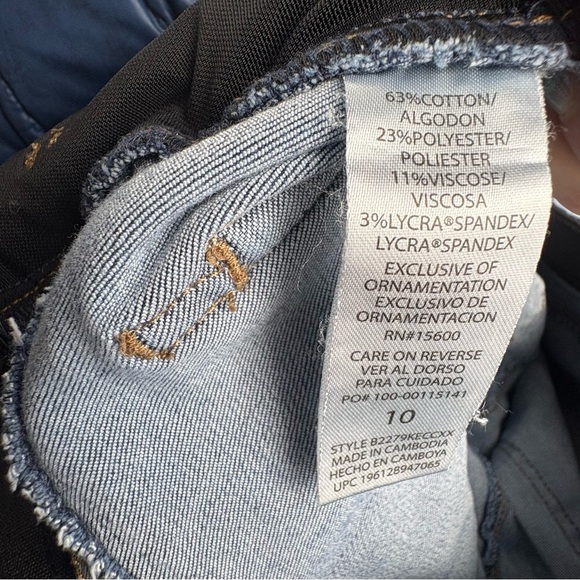 63%COTTON/
ALGODON
23%POLYESTER/
POLIESTER
11%VISCOSE/
VISCOSA
3%LYCRA®SPANDEX/
LYCRA®SPANDEX
EXCLUSIVE OF
ORNAMENTATION
EXCLUSIVO DE
ORNAMENTACION
RN#15600
CARE ON REVERSE
VER AL DORSO
PARA CUIDADO
PO# 100-00115141
10
STYLE B2279KECCXX
MADE IN CAMBODIA
HECHO EN CAMBOYA
UPC 196128947065